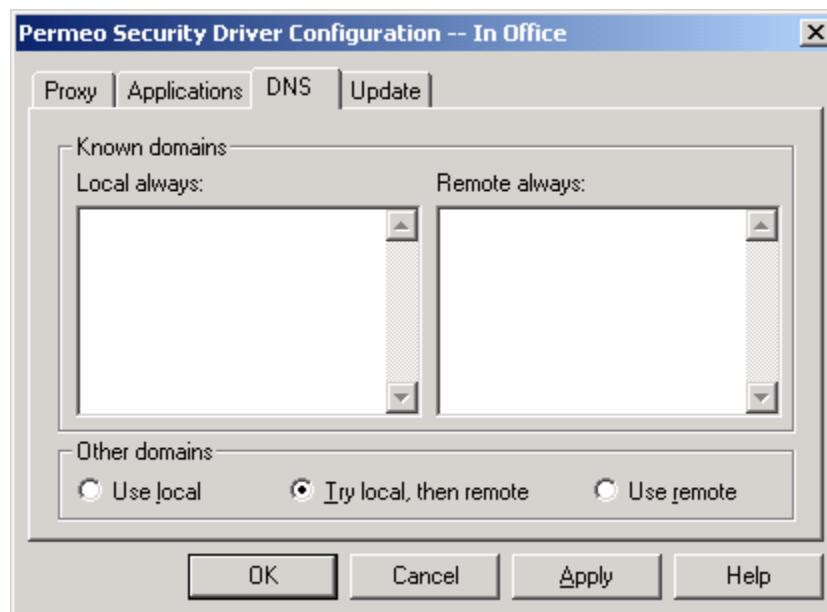 Permeo Security Driver Configuration -- In Office
Proxy Applications DNS Update
Known domains
Local always: Remote always:
Other domains
Use local Try local, then remote Use remote
OK Cancel Apply Help